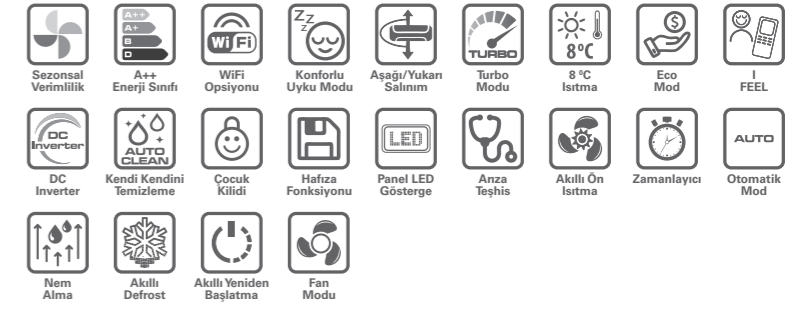 A++
A+
B
D
WiFi
Z Z Z
TURBO
8°C
$
Sezonsal
Verimlilik
A++
Enerji Sınıfı
WiFi
Opsiyonu
Konforlu
Uyku Modu
Aşağı/Yukarı
Salınım
Turbo
Modu
8 °C
Isıtma
Eco
Mod
I
FEEL
DC
Inverter
AUTO
CLEAN
LED
AUTO
DC
Inverter
Kendi Kendini
Temizleme
Çocuk
Kilidi
Hafıza
Fonksiyonu
Panel LED
Gösterge
Arıza
Teşhis
Akıllı Ön
Isıtma
Zamanlayıcı
Otomatik
Mod
Nem
Alma
Akıllı
Defrost
Akıllı Yeniden
Başlatma
Fan
Modu